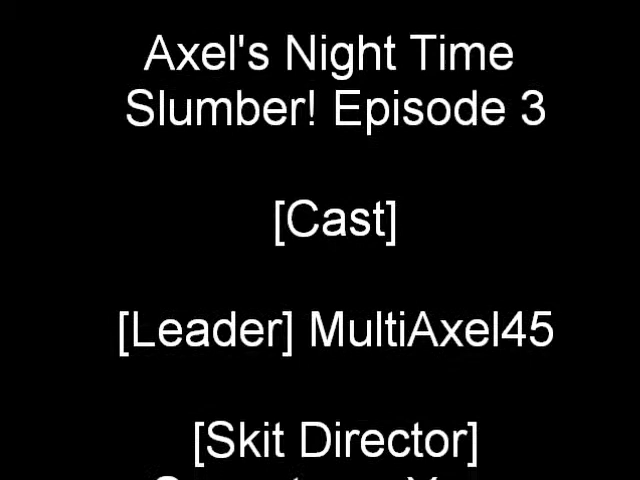 Axel's Night Time
Slumber! Episode 3
[Cast]
[Leader] MultiAxel45
[Skit Director]